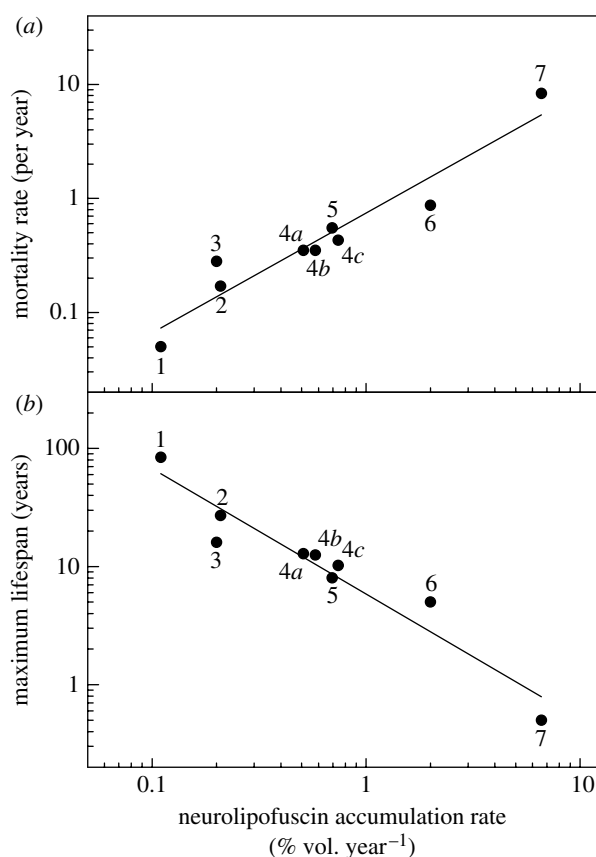 (a)
mortality rate (per year)
10
1
0.1
1
2
3
4a
4b
4c
5
6
7
(b)
maximum lifespan (years)
100
10
1
1
2
3
4a
4b
4c
5
6
7
0.1
1
10
neurolipofuscin accumulation rate
(% vol. year⁻¹)